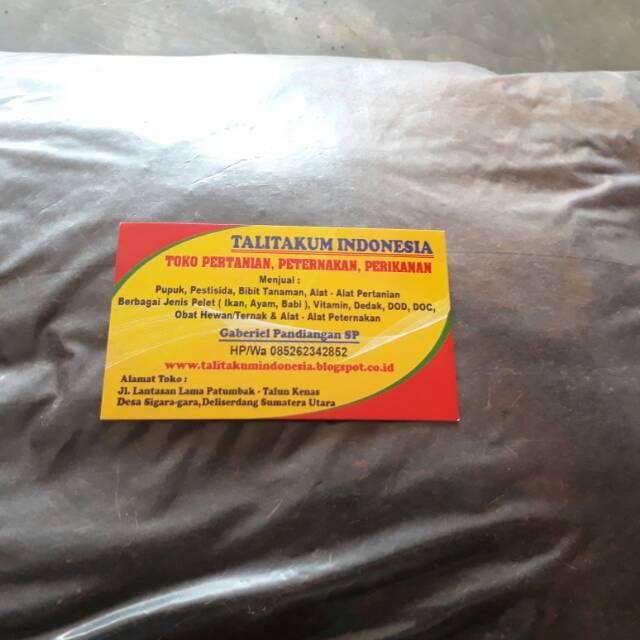 TALITAKUM INDONESIA
TOKO PERTANIAN, PETERNAKAN, PERIKANAN
Menjual :
Pupuk, Pestisida, Bibit Tanaman, Alat - Alat Pertanian
Berbagai Jenis Pelet ( Ikan, Ayam, Babi ), Vitamin, Dedak, DOD, DOC,
Obat Hewan/Ternak & Alat - Alat Peternakan
Gaberiel Pandiangan SP
HP/Wa 085262342852
www.talitakumindonesia.blogspot.co.id
Alamat Toko :
Jl. Lantasan Lama Patumbak - Talun Kenas
Desa Sigara-gara,Deliserdang Sumatera Utara